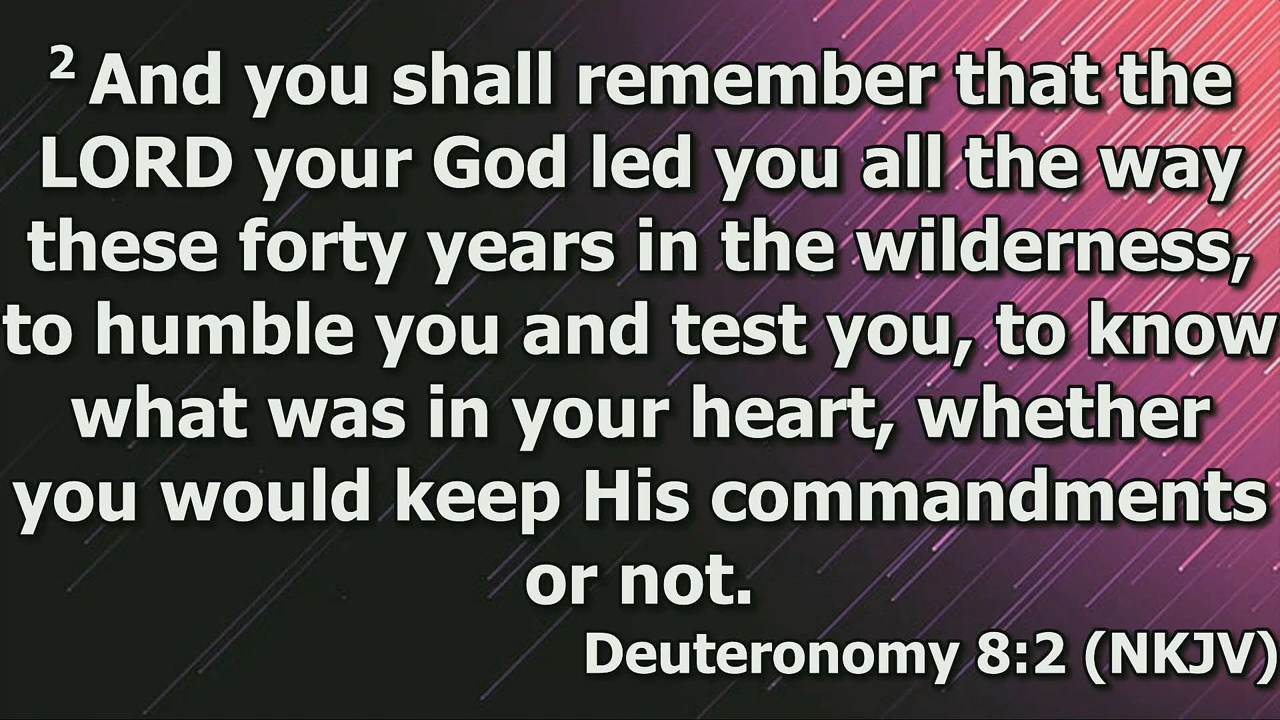 2 And you shall remember that the
LORD your God led you all the way
these forty years in the wilderness,
to humble you and test you, to know
what was in your heart, whether
you would keep His commandments
or not.
Deuteronomy 8:2 (NKJV)